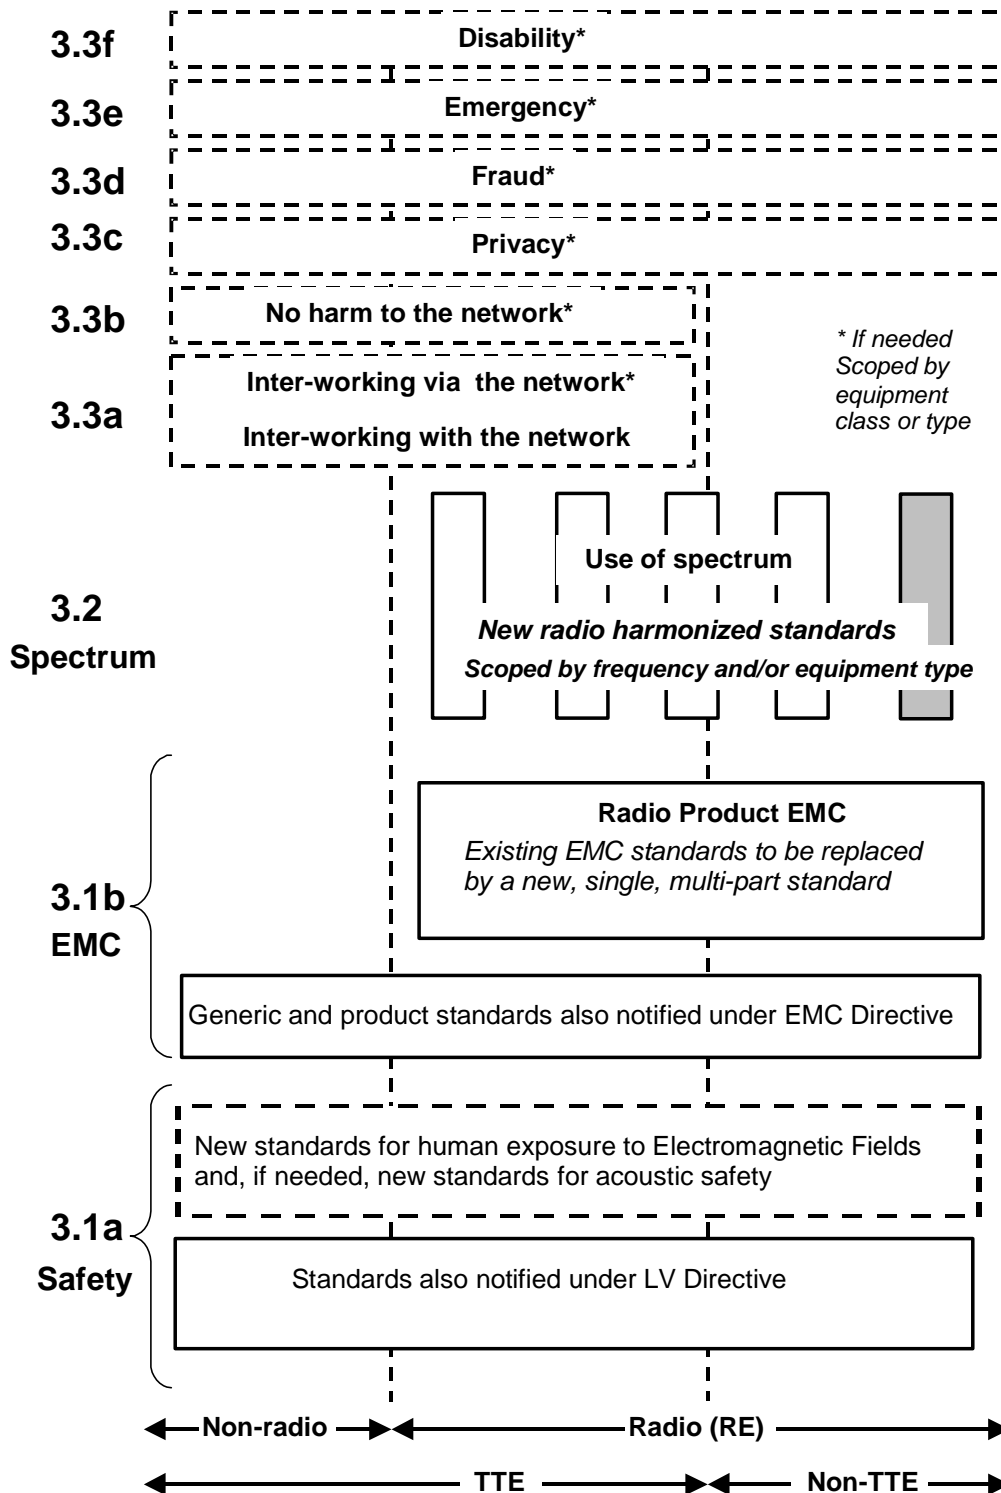 3.3f
Disability*
3.3e
Emergency*
3.3d
Fraud*
3.3c
Privacy*
3.3b
No harm to the network*
3.3a
Inter-working via the network*
Inter-working with the network
* If needed
Scoped by
equipment
class or type
3.2
Spectrum
Use of spectrum
New radio harmonized standards
Scoped by frequency and/or equipment type
3.1b
EMC
Radio Product EMC
Existing EMC standards to be replaced
by a new, single, multi-part standard
Generic and product standards also notified under EMC Directive
3.1a
Safety
New standards for human exposure to Electromagnetic Fields
and, if needed, new standards for acoustic safety
Standards also notified under LV Directive
Non-radio
Radio (RE)
TTE
Non-TTE